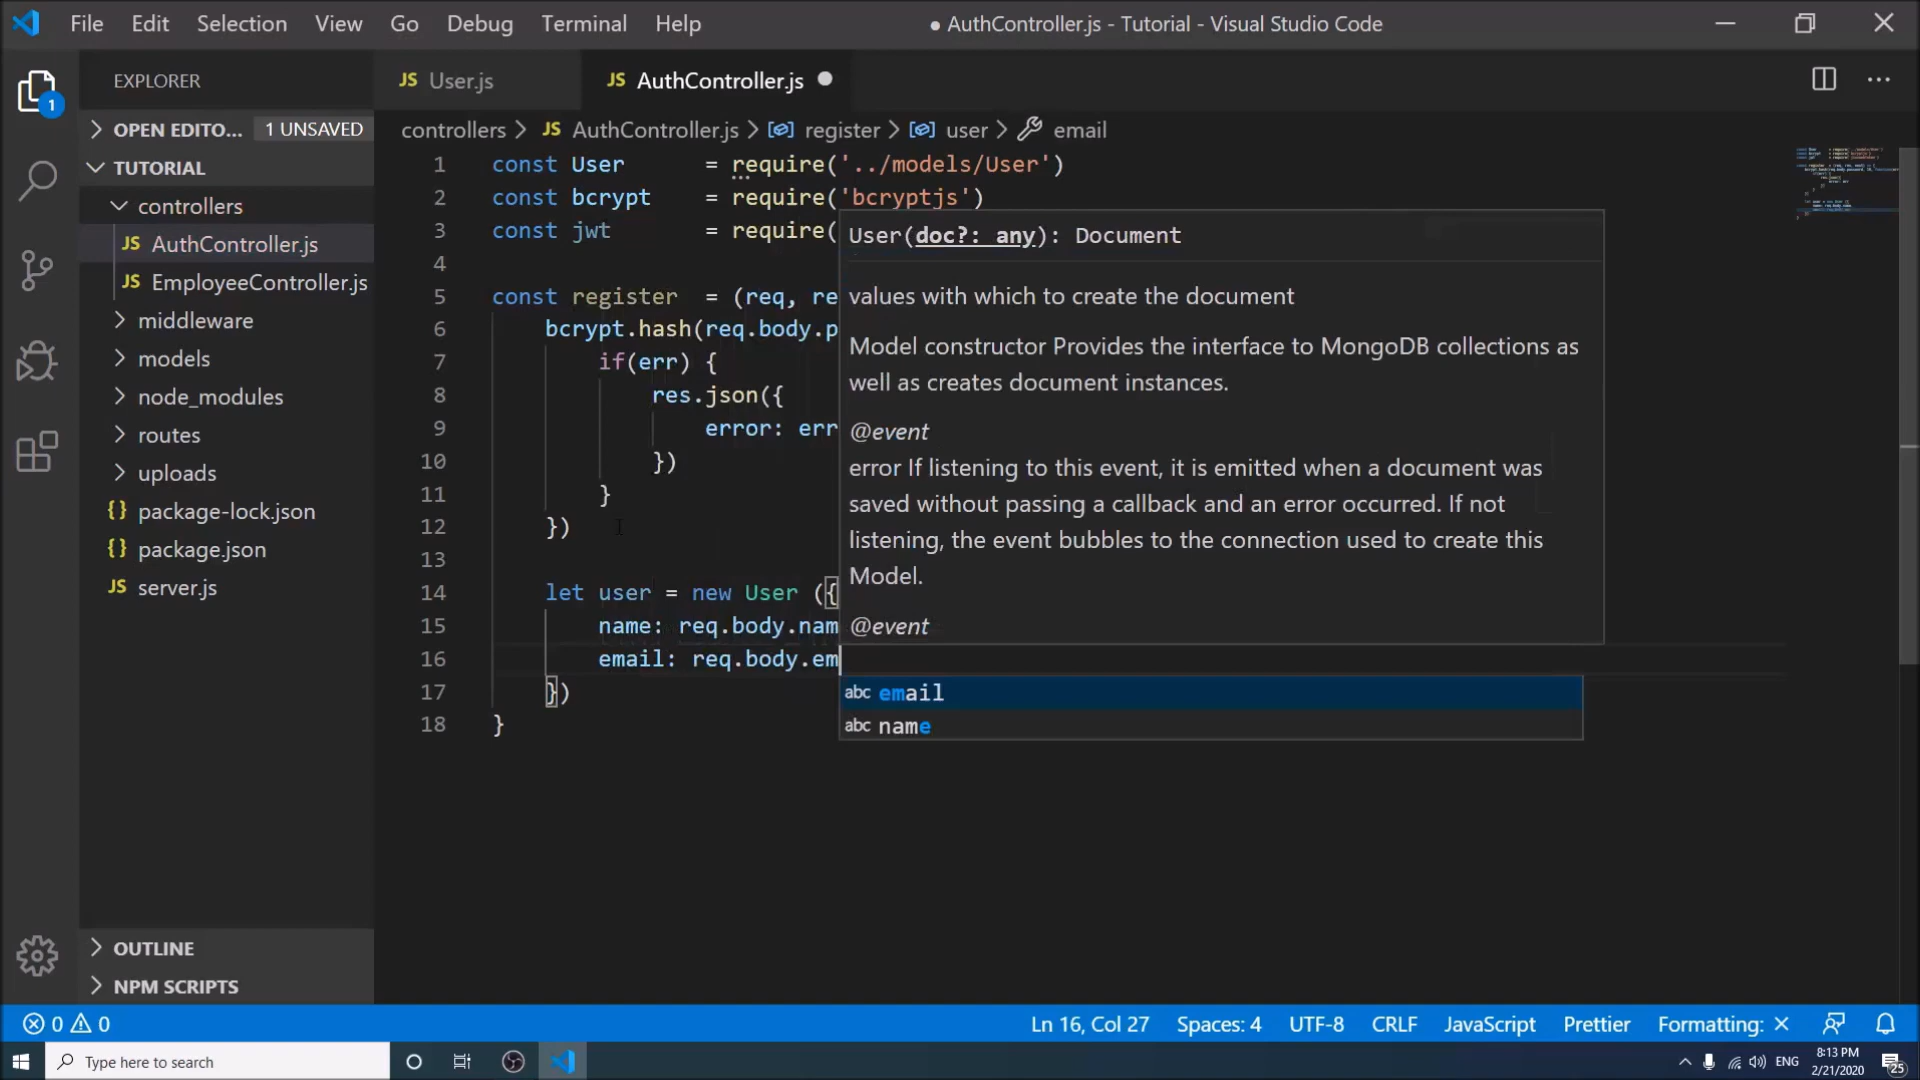 File Edit Selection View Go Debug Terminal Help
● AuthController.js - Tutorial - Visual Studio Code
EXPLORER
OPEN EDITO... 1 UNSAVED
TUTORIAL
controllers
JS AuthController.js
JS EmployeeController.js
middleware
models
node_modules
routes
uploads
{} package-lock.json
{} package.json
JS server.js
OUTLINE
NPM SCRIPTS
1
JS User.js
JS AuthController.js ●
controllers > JS AuthController.js > register > user > email
1 const User = require('../models/User')
2 const bcrypt = require('bcryptjs')
3 const jwt = require(
4
5 const register = (req, re
6 bcrypt.hash(req.body.p
7 if(err) {
8 res.json({
9 error: err
10 })
11 }
12 })
13
14 let user = new User ({
15 name: req.body.nam
16 email: req.body.em
17 })
18 }
User(doc?: any): Document
values with which to create the document
Model constructor Provides the interface to MongoDB collections as
well as creates document instances.
@event
error If listening to this event, it is emitted when a document was
saved without passing a callback and an error occurred. If not
listening, the event bubbles to the connection used to create this
Model.
@event
abc email
abc name
0 0
Ln 16, Col 27 Spaces: 4 UTF-8 CRLF JavaScript Prettier Formatting: ×
Type here to search
ENG
8:13 PM
2/21/2020
25